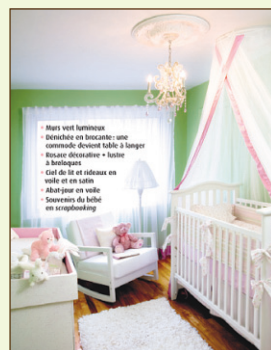 • Murs vert lumineux
• Dénichée en brocante : une
commode devient table à langer
• Rosace décorative + lustre
à breloques
• Ciel de lit et rideaux en
voile et en satin
• Abat-jour en voile
• Souvenirs du bébé
en scrapbooking